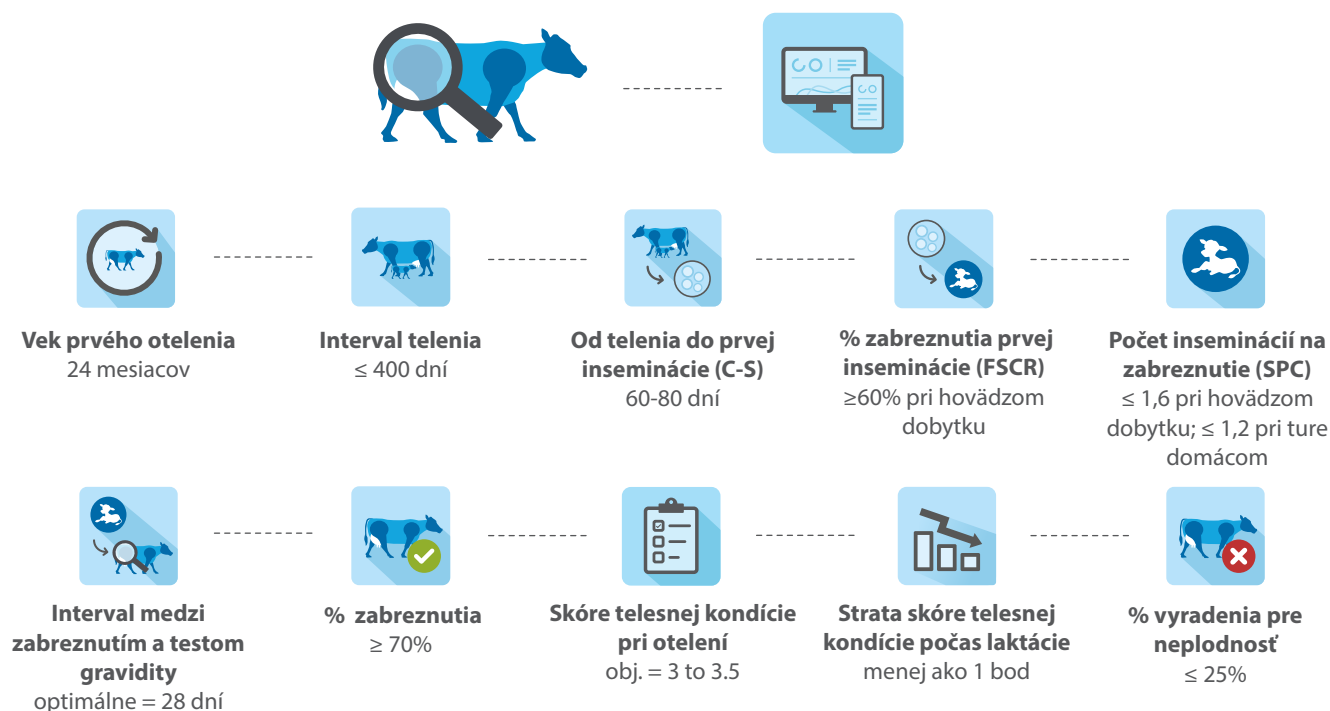 Vek prvého otelenia
24 mesiacov
Interval telenia
≤ 400 dní
Od telenia do prvej
inseminácie (C-S)
60-80 dní
% zabreznutia prvej
inseminácie (FSCR)
≥60% pri hovädzom
dobytku
Počet inseminácií na
zabreznutie (SPC)
≤ 1,6 pri hovädzom
dobytku; ≤ 1,2 pri ture
domácom
Interval medzi
zabreznutím a testom
gravidity
optimálne = 28 dní
% zabreznutia
≥ 70%
Skóre telesnej kondície
pri otelení
obj. = 3 to 3.5
Strata skóre telesnej
kondície počas laktácie
menej ako 1 bod
% vyradenia pre
neplodnosť
≤ 25%